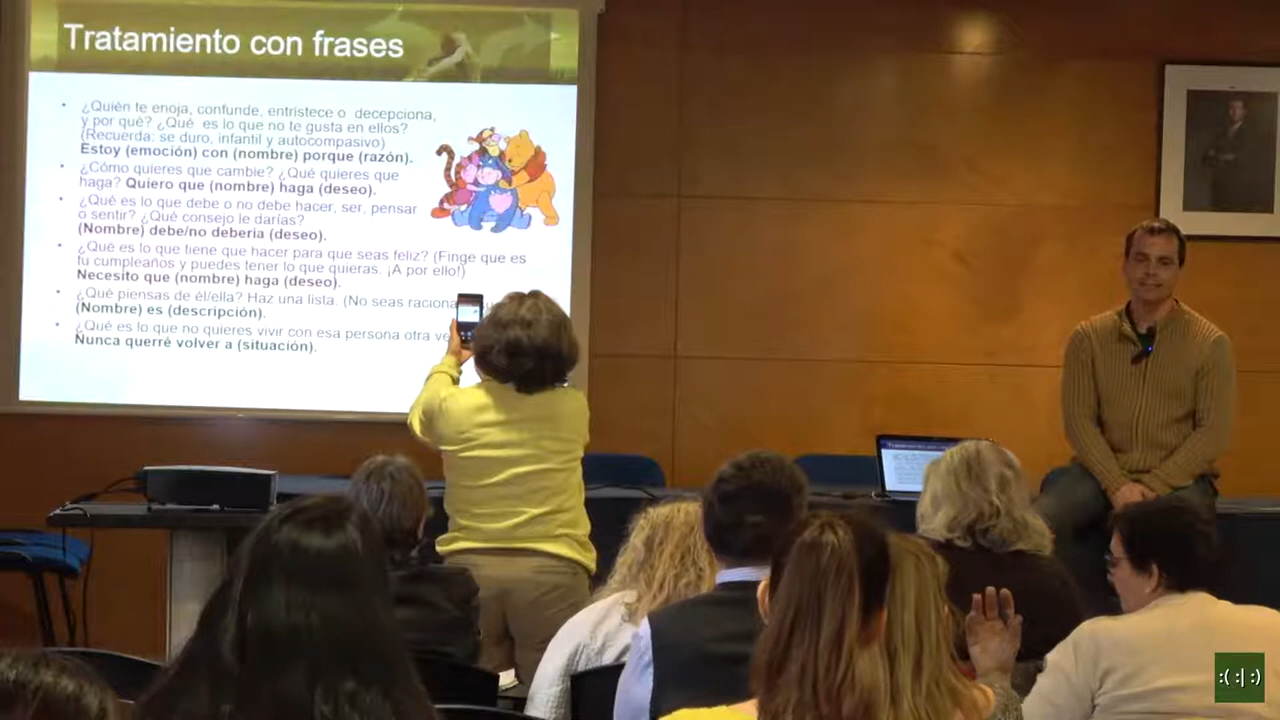 Tratamiento con frases
• ¿Quién te enoja, confunde, entristece o decepciona,
y por qué? ¿Qué es lo que no te gusta en ellos?
(Recuerda: se duro, infantil y autocompasivo)
Estoy (emoción) con (nombre) porque (razón).
• ¿Cómo quieres que cambie? ¿Qué quieres que
haga? Quiero que (nombre) haga (deseo).
• ¿Qué es lo que debe o no debe hacer, ser, pensar
o sentir? ¿Qué consejo le darías?
(Nombre) debe/no debería (deseo).
• ¿Qué es lo que tiene que hacer para que seas feliz? (Finge que es
tu cumpleaños y puedes tener lo que quieras. ¡A por ello!)
Necesito que (nombre) haga (deseo).
• ¿Qué piensas de él/ella? Haz una lista. (No seas
(Nombre) es (descripción).
• ¿Qué es lo que no quieres vivir con esa persona otra
Nunca querré volver a (situación).
:( :| :)